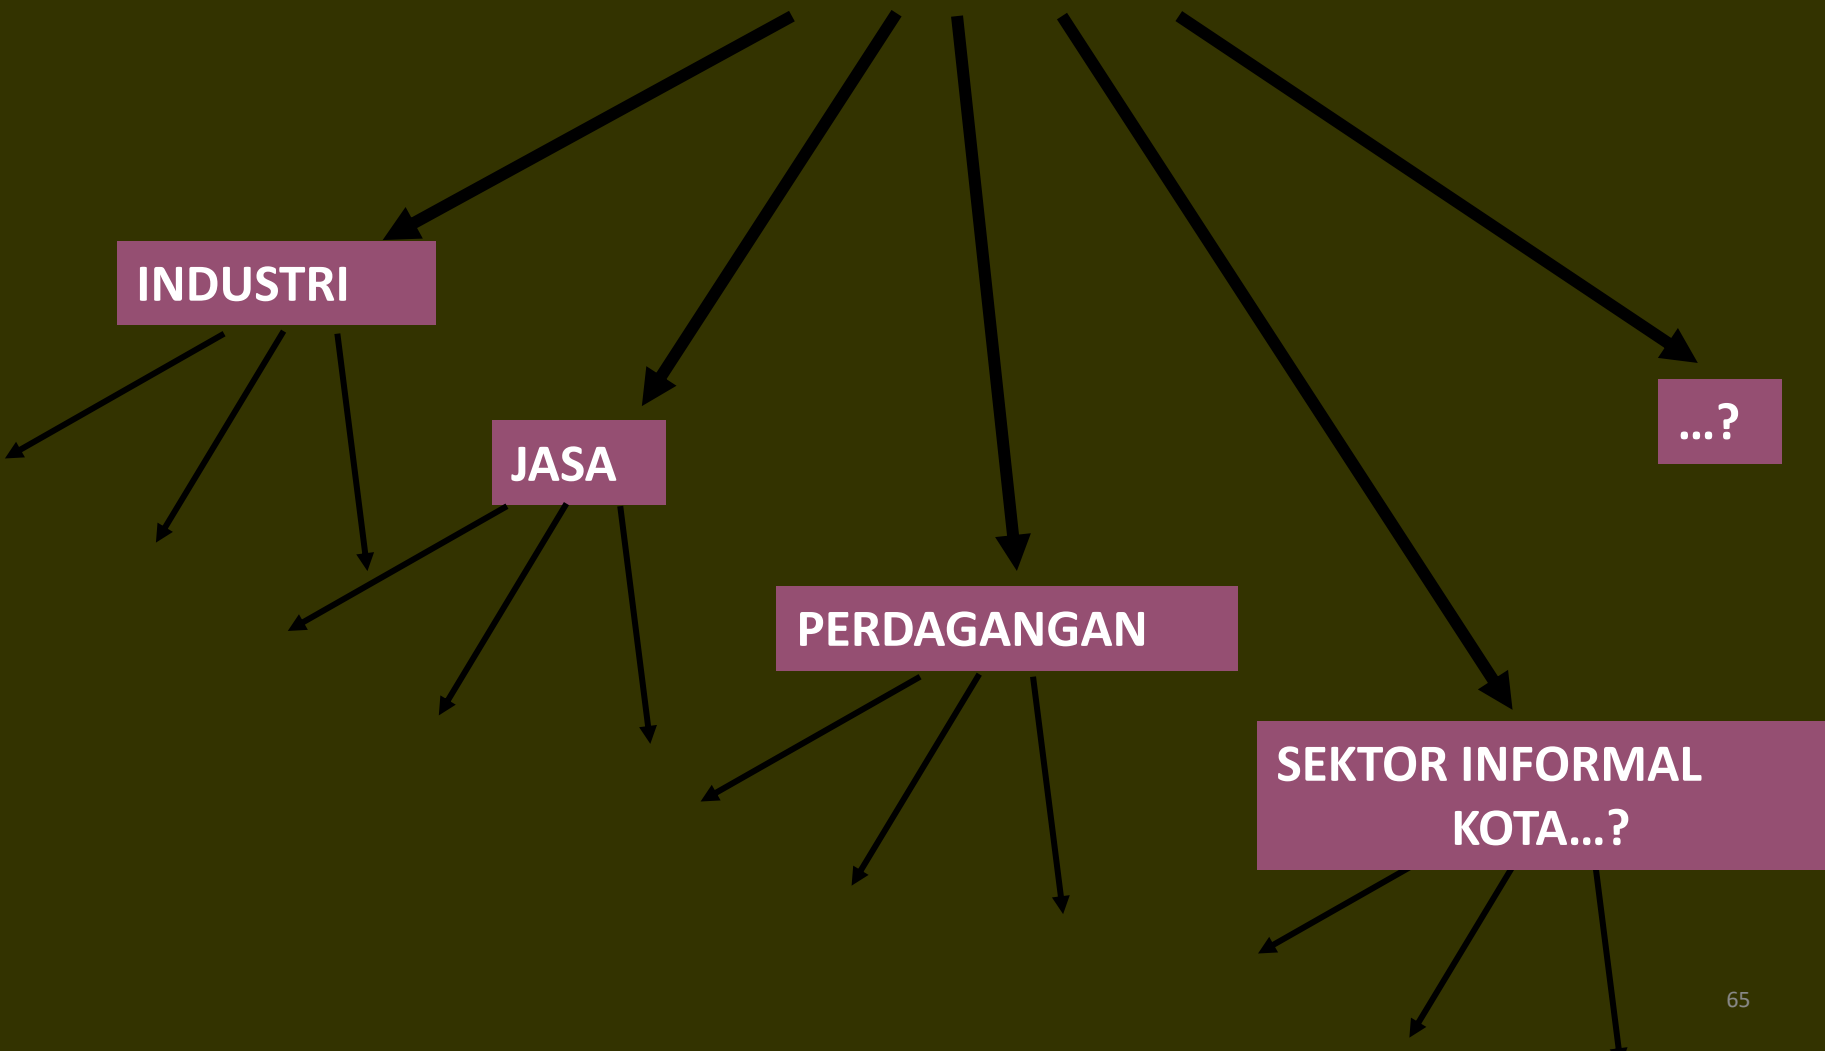 INDUSTRI
JASA
PERDAGANGAN
SEKTOR INFORMAL
KOTA...?
...?
65